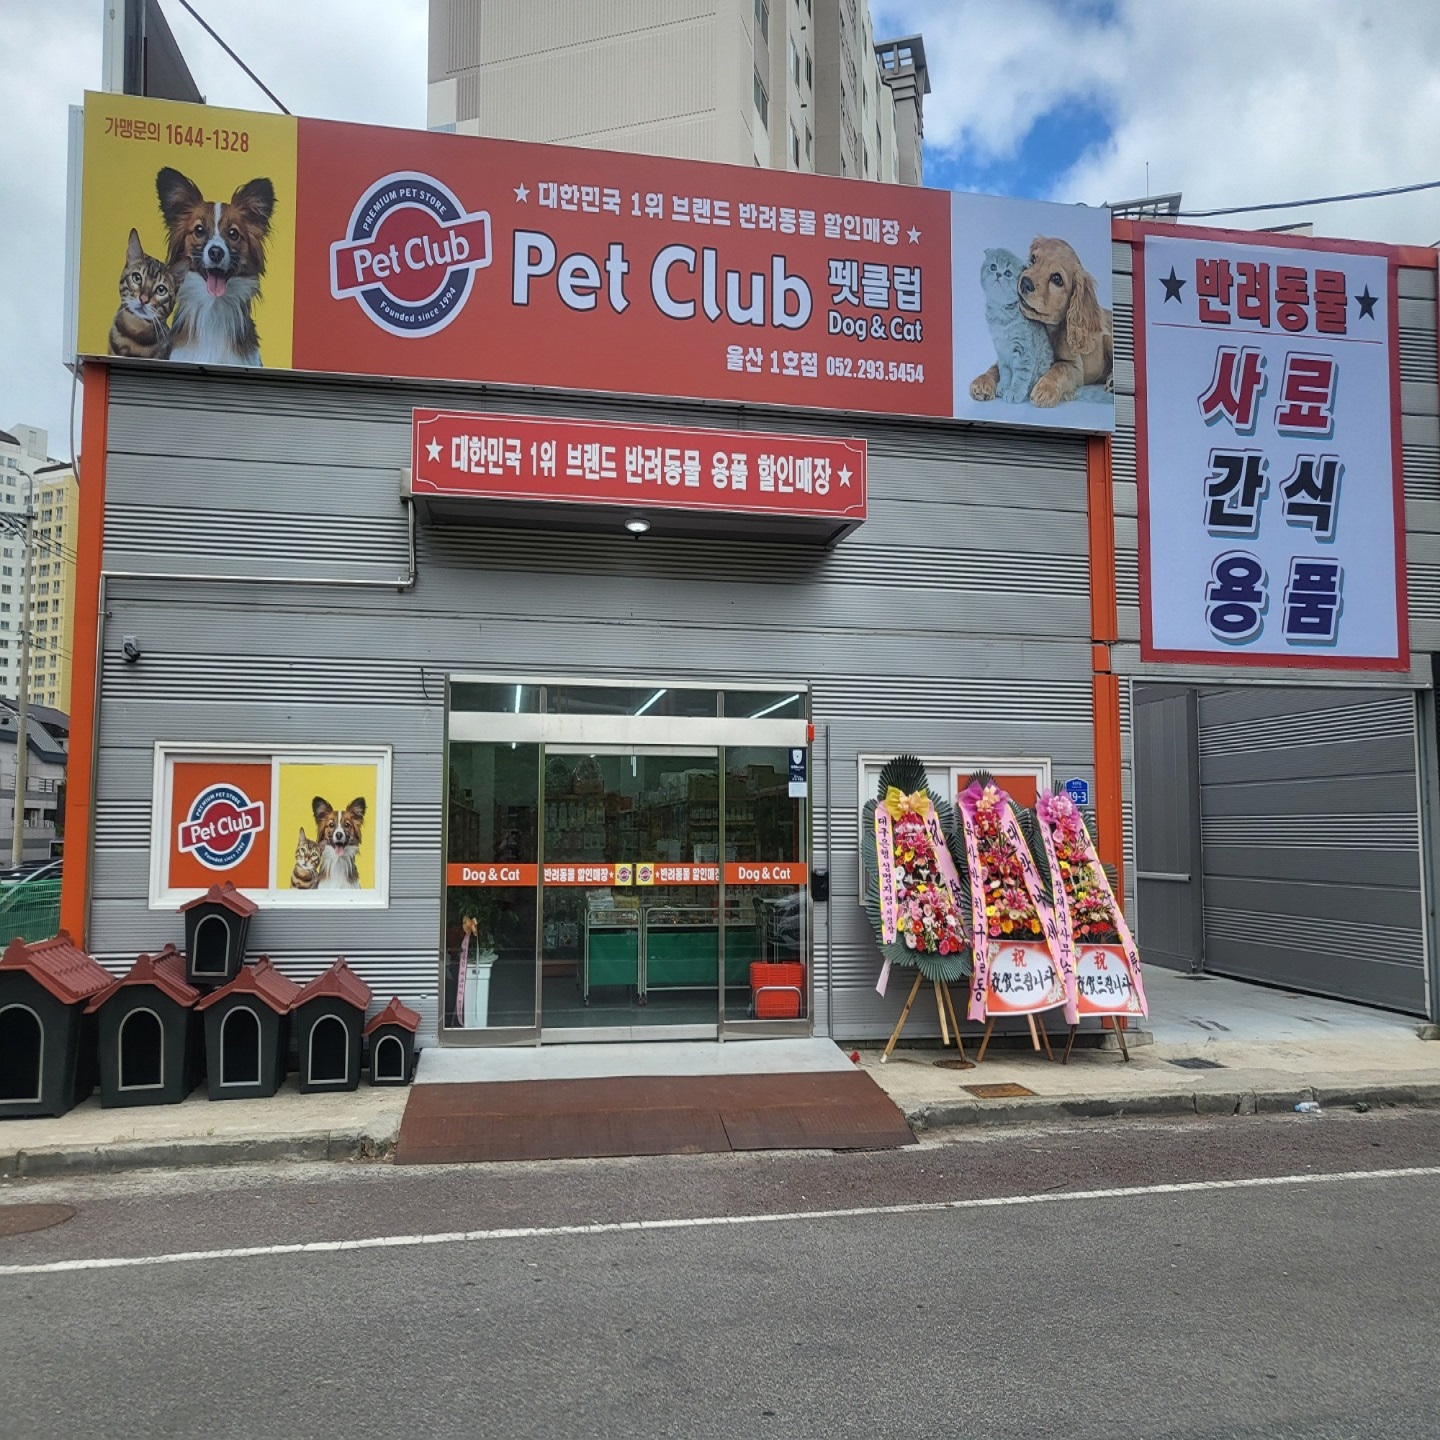 가맹문의 1644-1328
PREMIUM PET STORE
Pet Club
Founded since 1994
★ 대한민국 1위 브랜드 반려동물 할인매장 ★
Pet Club 펫클럽
Dog & Cat
울산 1호점 052.293.5454
★ 반려동물 ★
사료
간식
용품
★ 대한민국 1위 브랜드 반려동물 용품 할인매장 ★
PREMIUM PET STORE
Pet Club
Founded since 1994
Dog & Cat
반려동물 할인매장★
★반려동물 할인매장
Dog & Cat
19-3
祝
祝